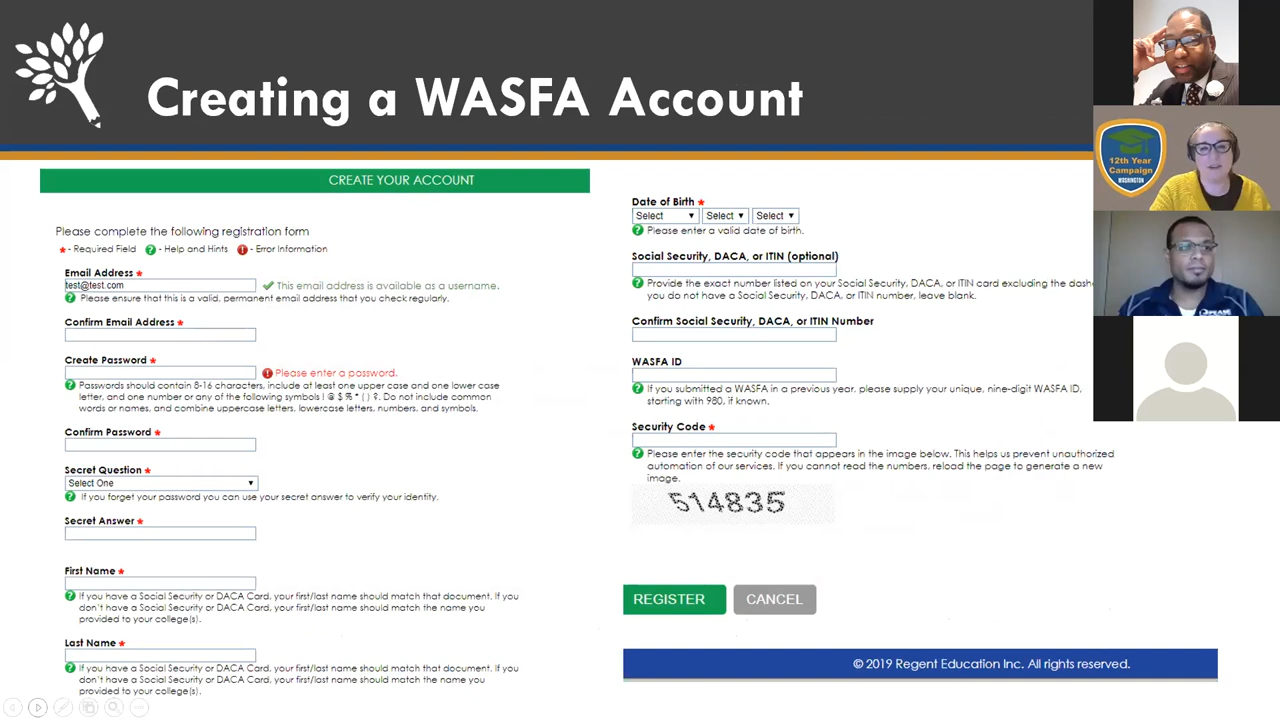 Creating a WASFA Account
CREATE YOUR ACCOUNT
Please complete the following registration form
* - Required Field ? - Help and Hints ! - Error Information
Email Address *
test@test.com
This email address is available as a username.
Please ensure that this is a valid, permanent email address that you check regularly.
Confirm Email Address *
Create Password *
Please enter a password.
Passwords should contain 8-16 characters, include at least one upper case and one lower case
letter, and one number or any of the following symbols ! @ $ % * ( ) ?. Do not include common
words or names, and combine uppercase letters, lowercase letters, numbers, and symbols.
Confirm Password *
Secret Question *
Select One
If you forget your password you can use your secret answer to verify your identity.
Secret Answer *
First Name *
If you have a Social Security or DACA Card, your first/last name should match that document. If you
don't have a Social Security or DACA Card, your first/last name should match the name you
provided to your college(s).
Last Name *
If you have a Social Security or DACA Card, your first/last name should match that document. If you
don't have a Social Security or DACA Card, your first/last name should match the name you
provided to your college(s).
Date of Birth *
Select Select Select
Please enter a valid date of birth.
Social Security, DACA, or ITIN (optional)
Provide the exact number listed on your Social Security, DACA, or ITIN card excluding the dashe
you do not have a Social Security, DACA, or ITIN number, leave blank.
Confirm Social Security, DACA, or ITIN Number
WASFA ID
If you submitted a WASFA in a previous year, please supply your unique, nine-digit WASFA ID,
starting with 980, if known.
Security Code *
Please enter the security code that appears in the image below. This helps us prevent unauthorized
automation of our services. If you cannot read the numbers, reload the page to generate a new
image.
514835
REGISTER CANCEL
© 2019 Regent Education Inc. All rights reserved.
12th Year
Campaign
WASHINGTON